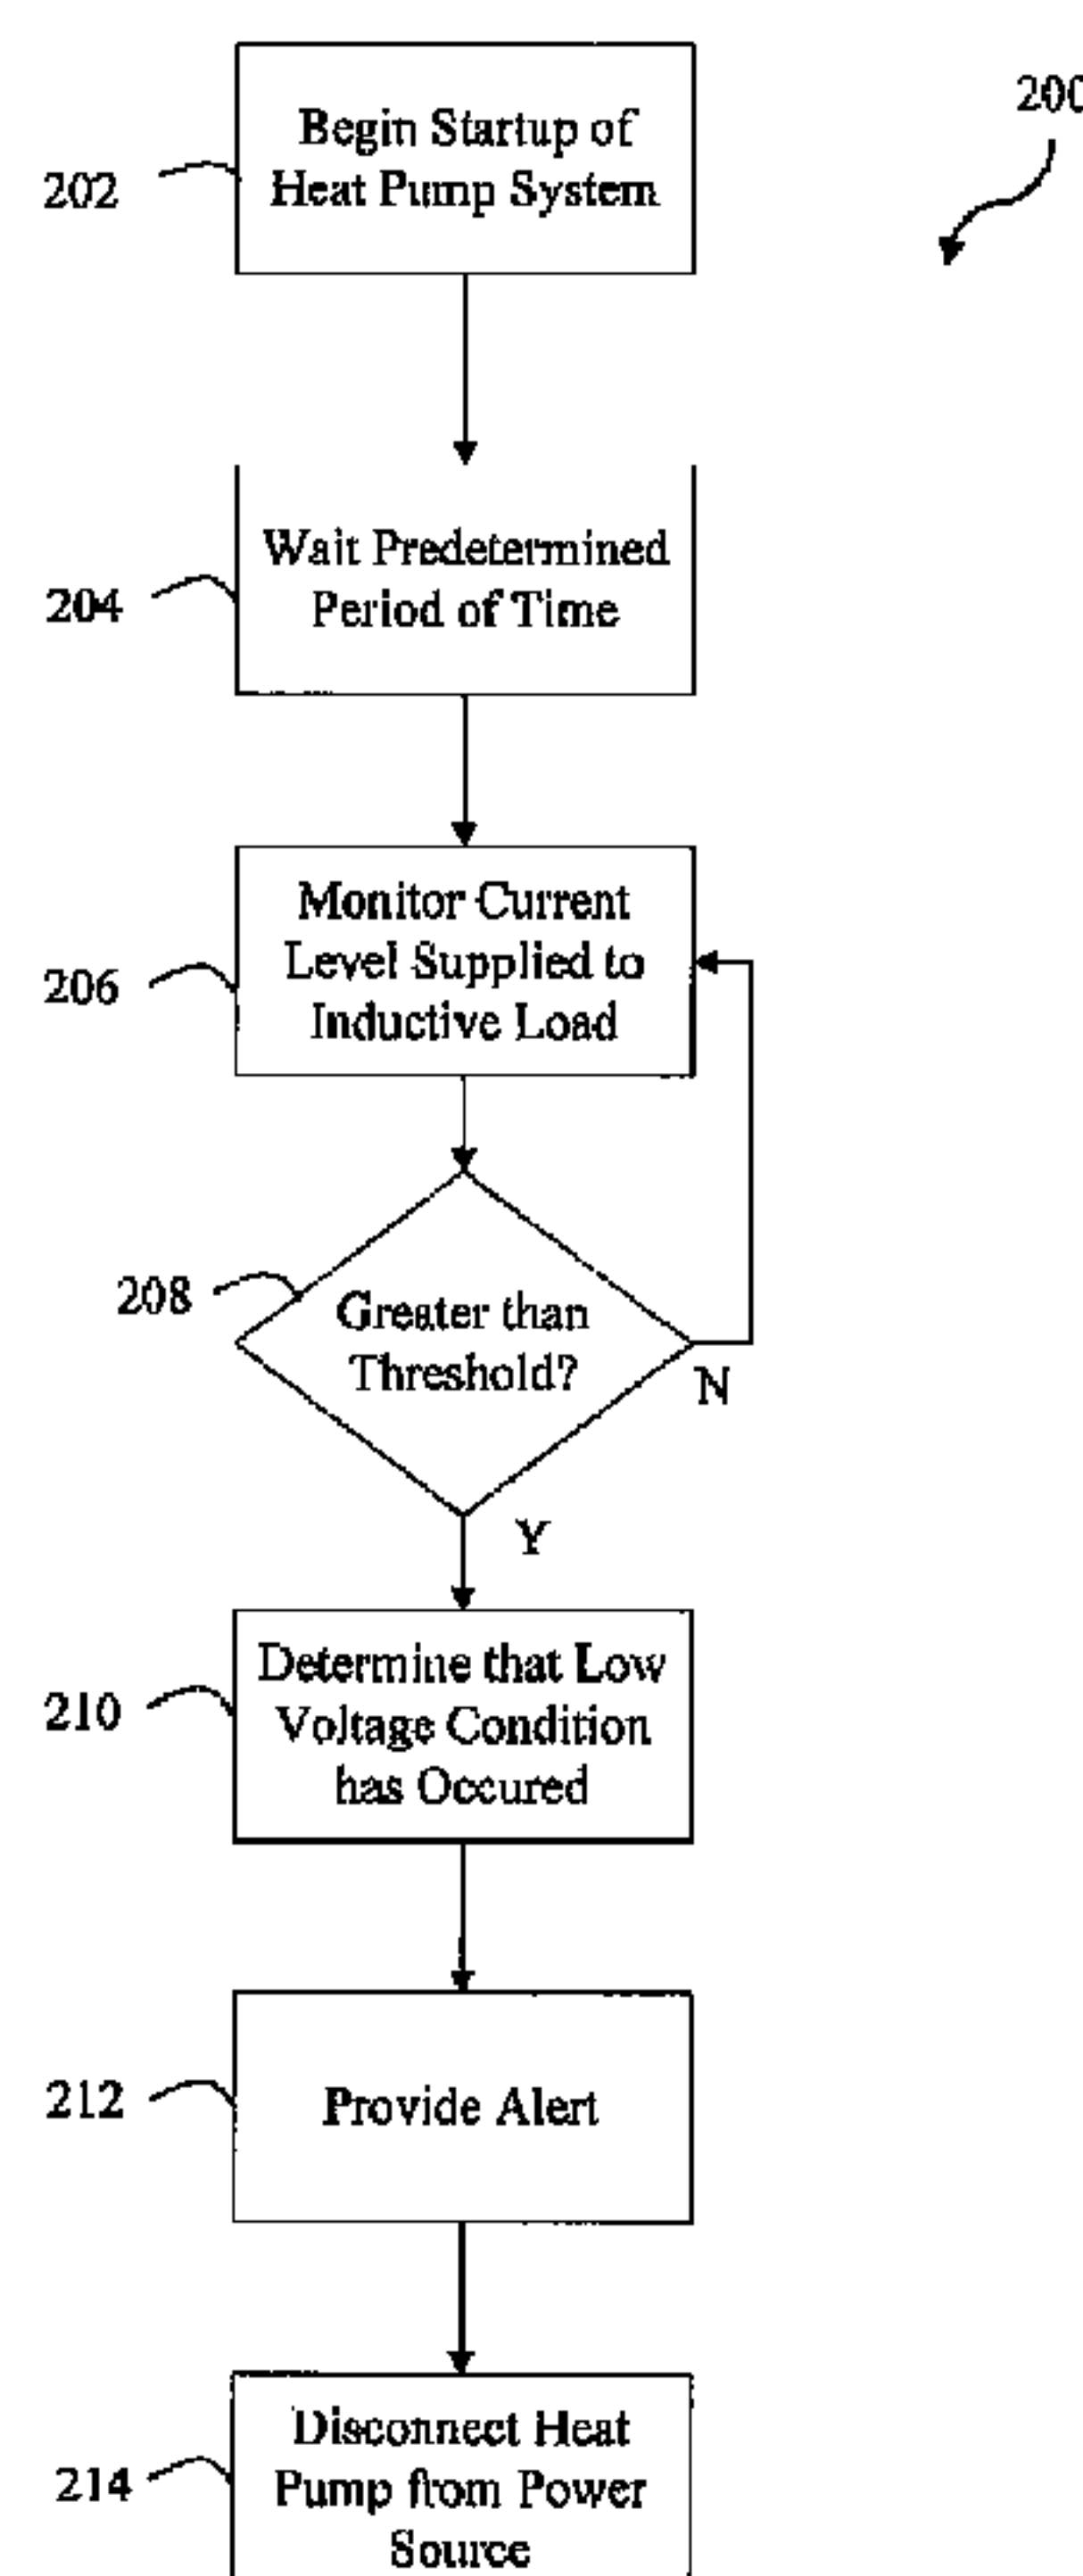 200
Begin Startup of
Heat Pump System
202
Wait Predetermined
Period of Time
204
Monitor Current
Level Supplied to
Inductive Load
206
208
Greater than
Threshold?
N
Y
Determine that Low
Voltage Condition
has Occured
210
Provide Alert
212
Disconnect Heat
Pump from Power
Source
214